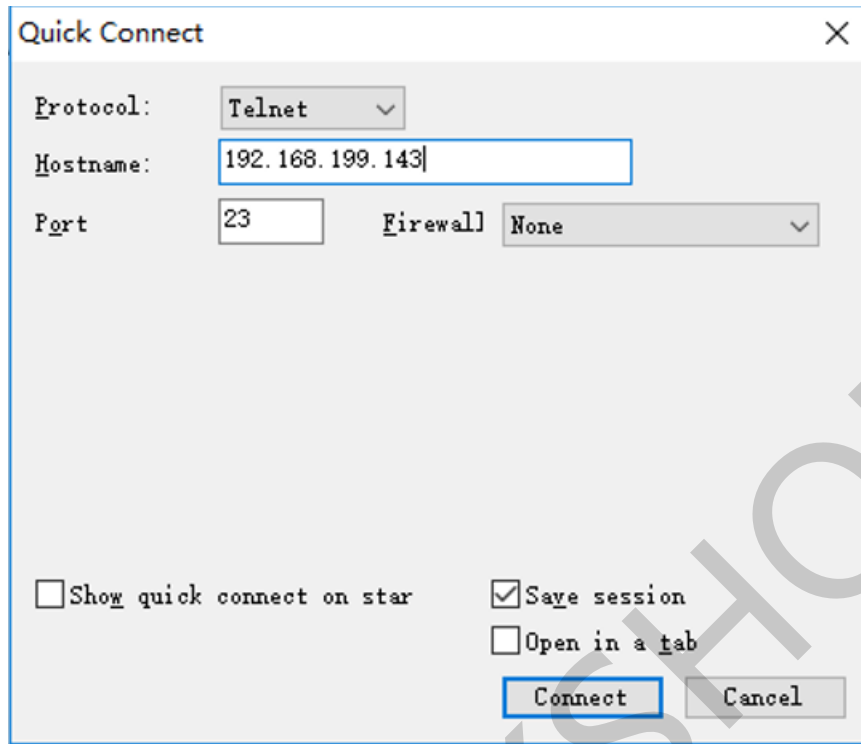 Quick Connect
Protocol: Telnet
Hostname: 192.168.199.143
Port 23 Firewall None
Show quick connect on star Save session
Open in a tab
Connect Cancel